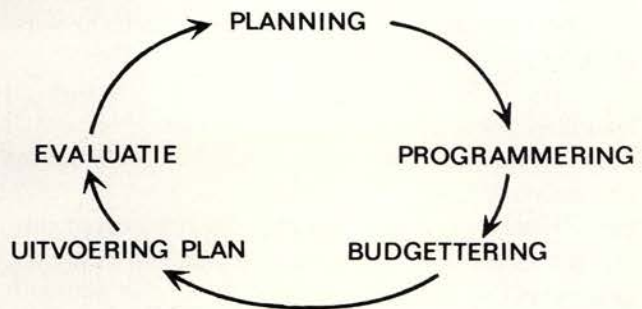 PLANNING
EVALUATIE PROGRAMMERING
UITVOERING PLAN BUDGETTERING